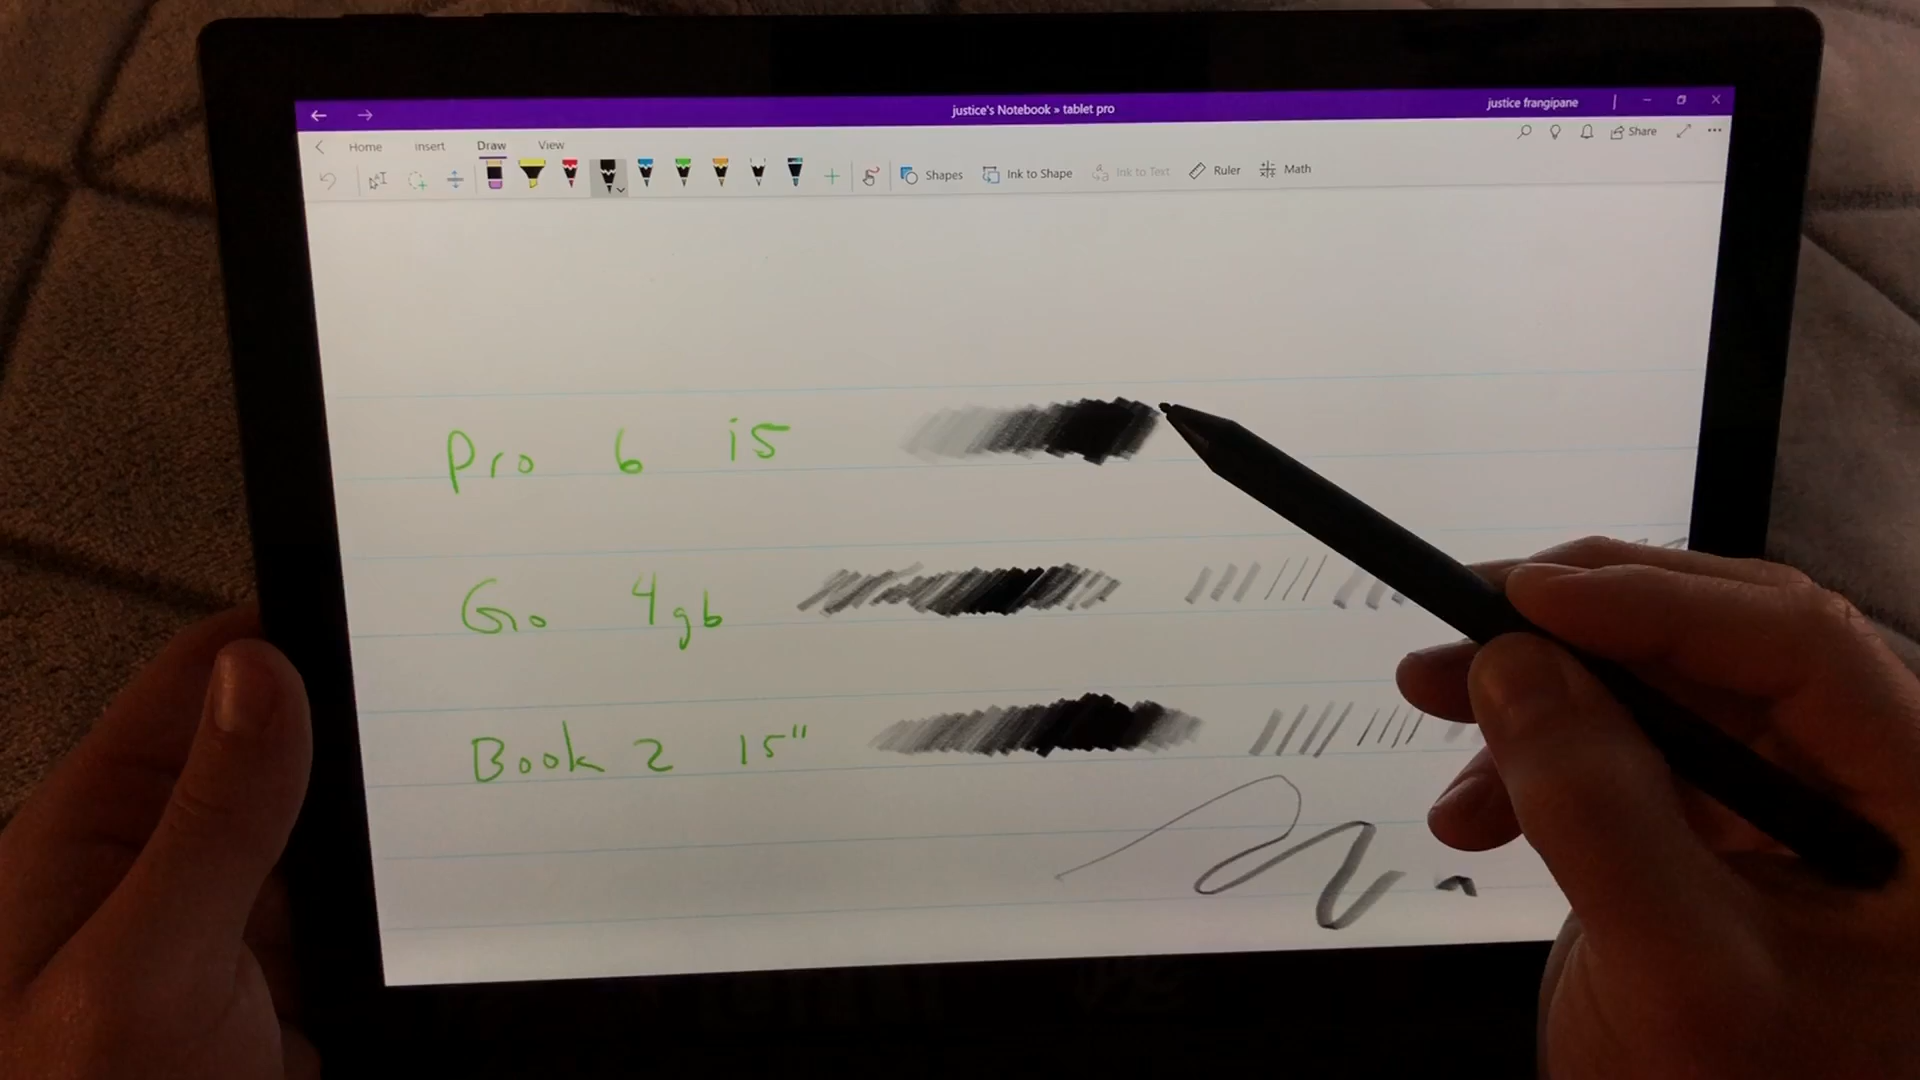 justice's Notebook » tablet pro
justice frangipane
Home Insert Draw View
Share
Shapes Ink to Shape Ink to Text Ruler Math
Pro 6 i5
Go 4gb
Book 2 15"